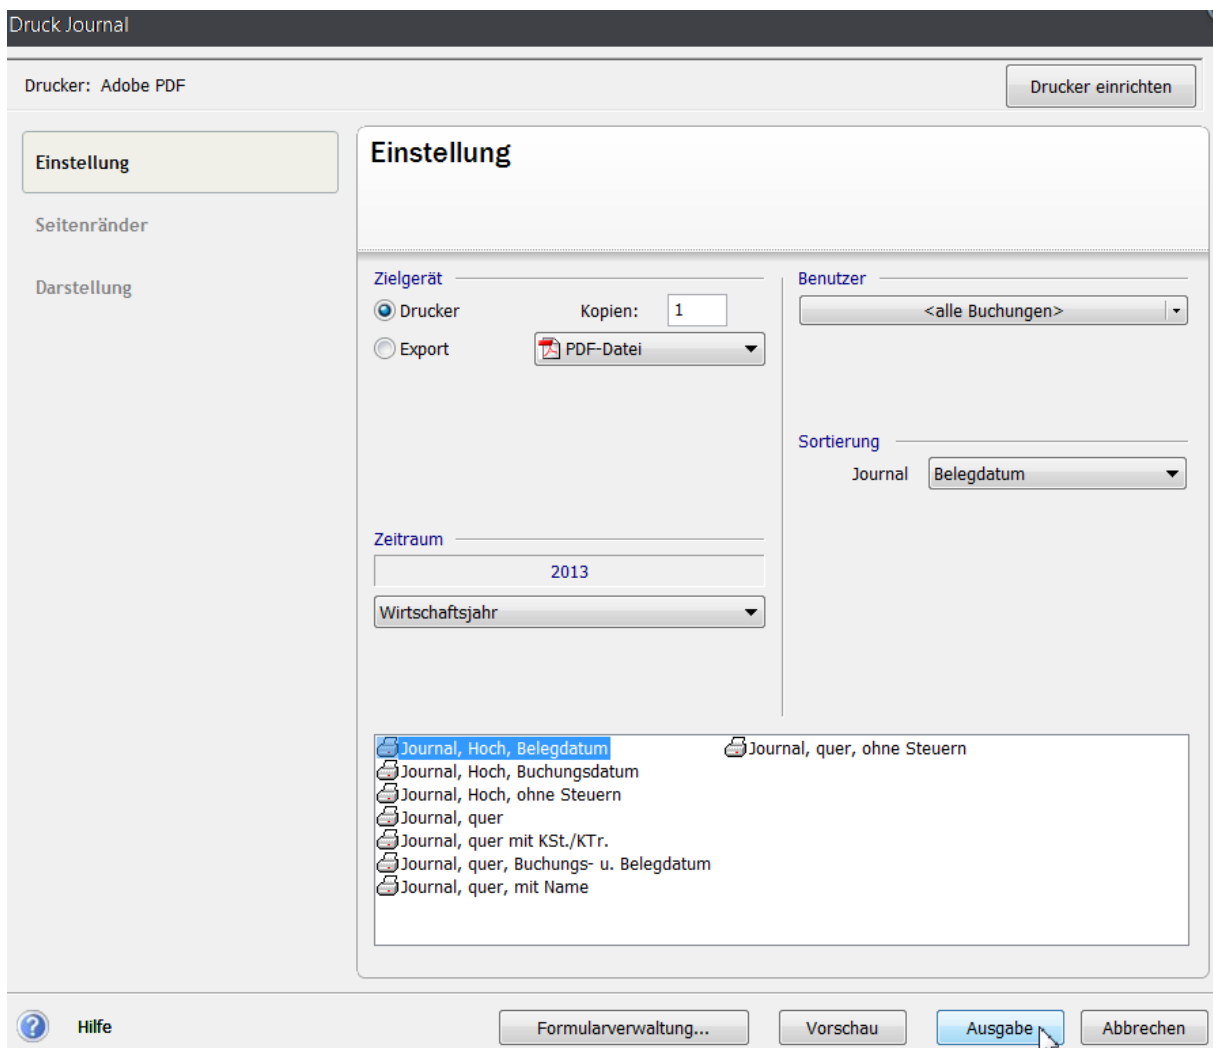 Druck Journal
Drucker: Adobe PDF
Drucker einrichten
Einstellung
Seitenränder
Darstellung
Einstellung
Zielgerät
Drucker
Kopien: 1
Export
PDF-Datei
Benutzer
<alle Buchungen>
Sortierung
Journal Belegdatum
Zeitraum
2013
Wirtschaftsjahr
Journal, Hoch, Belegdatum
Journal, Hoch, Buchungsdatum
Journal, Hoch, ohne Steuern
Journal, quer
Journal, quer mit KSt./KTr.
Journal, quer, Buchungs- u. Belegdatum
Journal, quer, mit Name
Journal, quer, ohne Steuern
? Hilfe
Formularverwaltung...
Vorschau
Ausgabe
Abbrechen